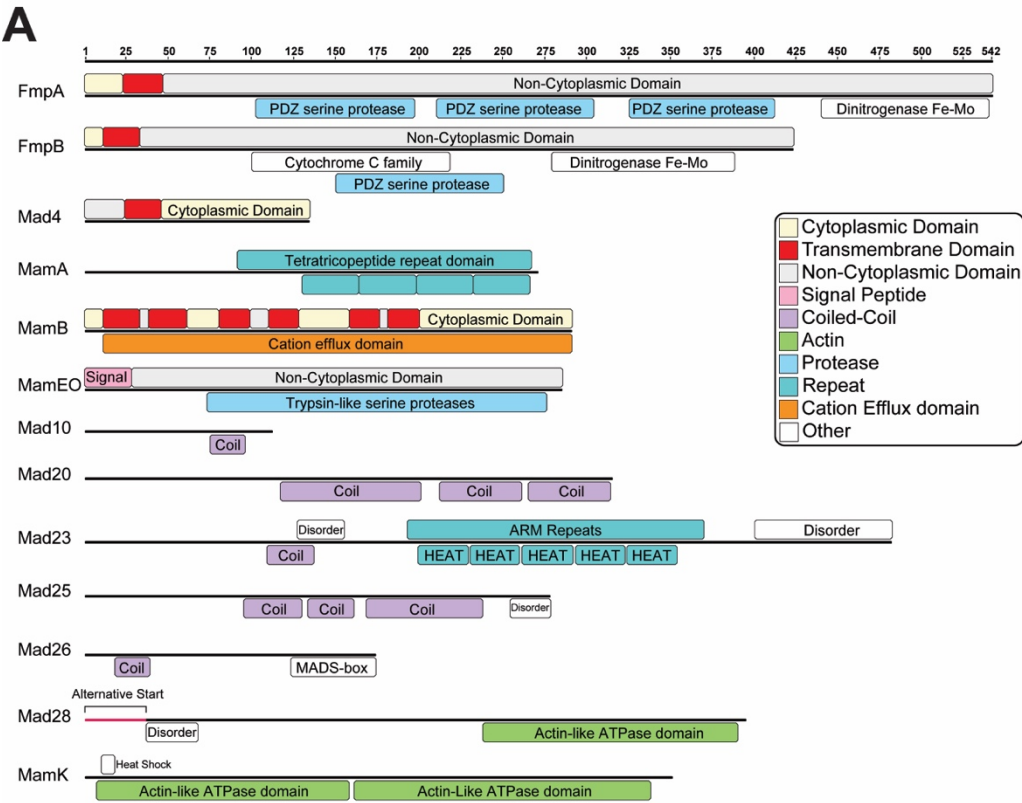 A
1 25 50 75 100 125 150 175 200 225 250 275 300 325 350 375 400 425 450 475 500 525 542
FmpA
Non-Cytoplasmic Domain
PDZ serine protease PDZ serine protease PDZ serine protease Dinitrogenase Fe-Mo
FmpB
Non-Cytoplasmic Domain
Cytochrome C family Dinitrogenase Fe-Mo
PDZ serine protease
Mad4
Cytoplasmic Domain
MamA
Tetratricopeptide repeat domain
MamB
Cytoplasmic Domain
Cation efflux domain
MamEO
Signal Non-Cytoplasmic Domain
Trypsin-like serine proteases
Mad10
Coil
Mad20
Coil Coil Coil
Mad23
Disorder ARM Repeats Disorder
Coil HEAT HEAT HEAT HEAT HEAT
Mad25
Coil Coil Coil Disorder
Mad26
Coil MADS-box
Alternative Start
Mad28
Disorder Actin-like ATPase domain
Heat Shock
MamK
Actin-like ATPase domain Actin-Like ATPase domain
Cytoplasmic Domain
Transmembrane Domain
Non-Cytoplasmic Domain
Signal Peptide
Coiled-Coil
Actin
Protease
Repeat
Cation Efflux domain
Other